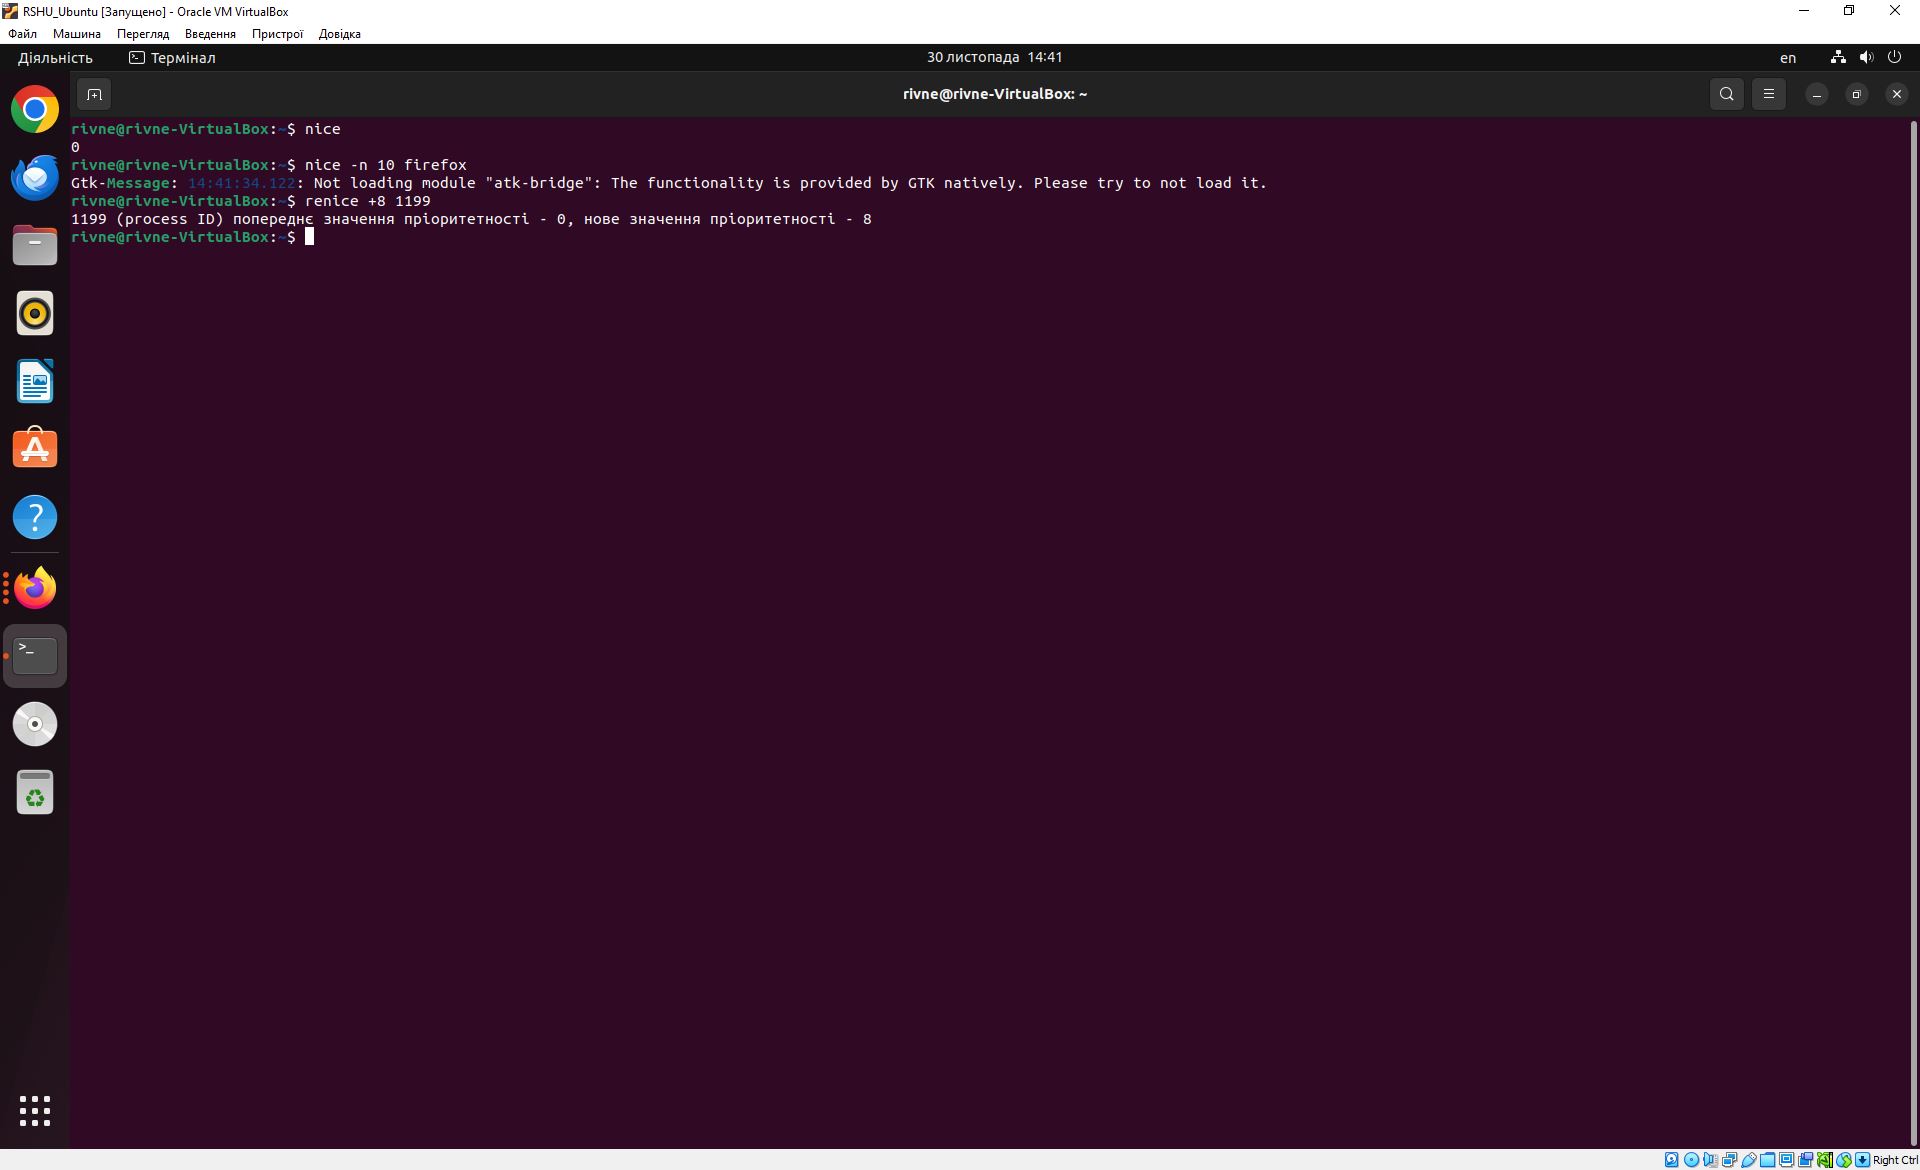 RSHU_Ubuntu [Запущено] - Oracle VM VirtualBox
Файл Машина Перегляд Введення Пристрої Довідка
Діяльність Термінал 30 листопада 14:41 en
rivne@rivne-VirtualBox: ~
rivne@rivne-VirtualBox:~$ nice
0
rivne@rivne-VirtualBox:~$ nice -n 10 firefox
Gtk-Message: 14:41:34.122: Not loading module "atk-bridge": The functionality is provided by GTK natively. Please try to not load it.
rivne@rivne-VirtualBox:~$ renice +8 1199
1199 (process ID) попереднє значення пріоритетності - 0, нове значення пріоритетності - 8
rivne@rivne-VirtualBox:~$
Right Ctrl